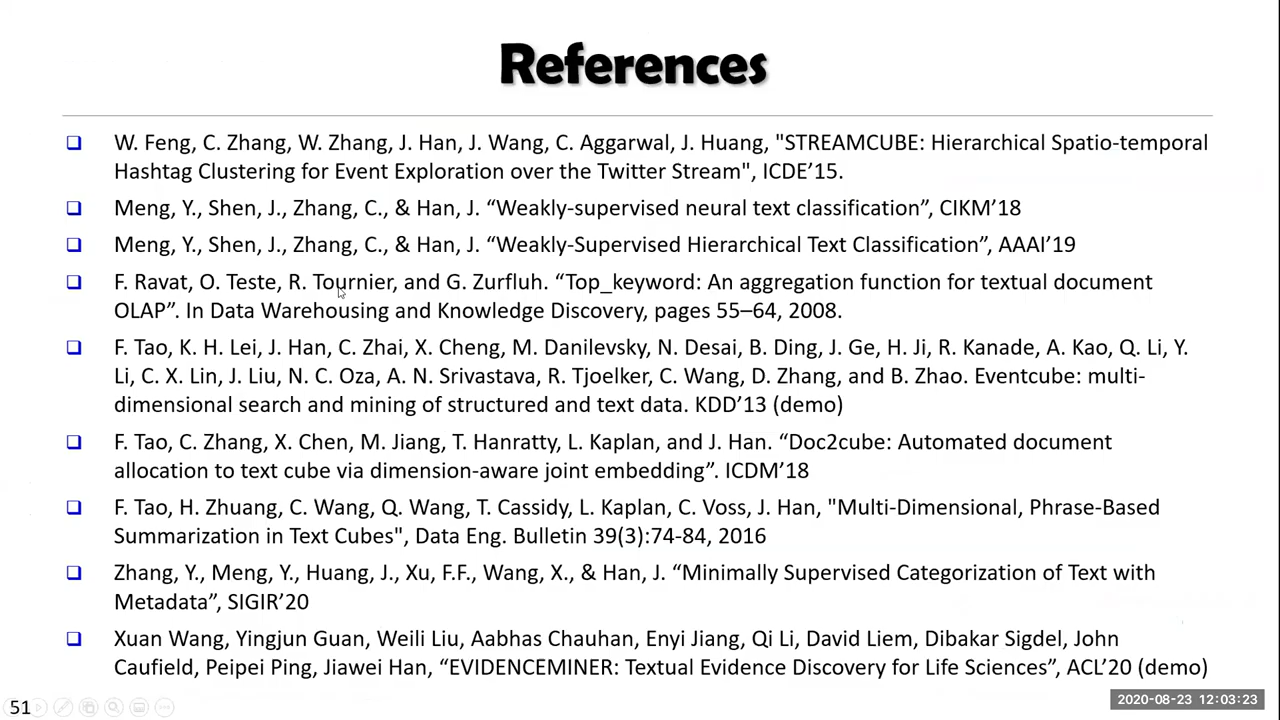 References
W. Feng, C. Zhang, W. Zhang, J. Han, J. Wang, C. Aggarwal, J. Huang, "STREAMCUBE: Hierarchical Spatio-temporal
Hashtag Clustering for Event Exploration over the Twitter Stream", ICDE’15.
Meng, Y., Shen, J., Zhang, C., & Han, J. “Weakly-supervised neural text classification”, CIKM’18
Meng, Y., Shen, J., Zhang, C., & Han, J. “Weakly-Supervised Hierarchical Text Classification”, AAAI’19
F. Ravat, O. Teste, R. Tournier, and G. Zurfluh. “Top_keyword: An aggregation function for textual document
OLAP”. In Data Warehousing and Knowledge Discovery, pages 55–64, 2008.
F. Tao, K. H. Lei, J. Han, C. Zhai, X. Cheng, M. Danilevsky, N. Desai, B. Ding, J. Ge, H. Ji, R. Kanade, A. Kao, Q. Li, Y.
Li, C. X. Lin, J. Liu, N. C. Oza, A. N. Srivastava, R. Tjoelker, C. Wang, D. Zhang, and B. Zhao. Eventcube: multi-
dimensional search and mining of structured and text data. KDD’13 (demo)
F. Tao, C. Zhang, X. Chen, M. Jiang, T. Hanratty, L. Kaplan, and J. Han. “Doc2cube: Automated document
allocation to text cube via dimension-aware joint embedding”. ICDM’18
F. Tao, H. Zhuang, C. Wang, Q. Wang, T. Cassidy, L. Kaplan, C. Voss, J. Han, "Multi-Dimensional, Phrase-Based
Summarization in Text Cubes", Data Eng. Bulletin 39(3):74-84, 2016
Zhang, Y., Meng, Y., Huang, J., Xu, F.F., Wang, X., & Han, J. “Minimally Supervised Categorization of Text with
Metadata”, SIGIR’20
Xuan Wang, Yingjun Guan, Weili Liu, Aabhas Chauhan, Enyi Jiang, Qi Li, David Liem, Dibakar Sigdel, John
Caufield, Peipei Ping, Jiawei Han, “EVIDENCEMINER: Textual Evidence Discovery for Life Sciences”, ACL’20 (demo)
51
2020-08-23 12:03:23